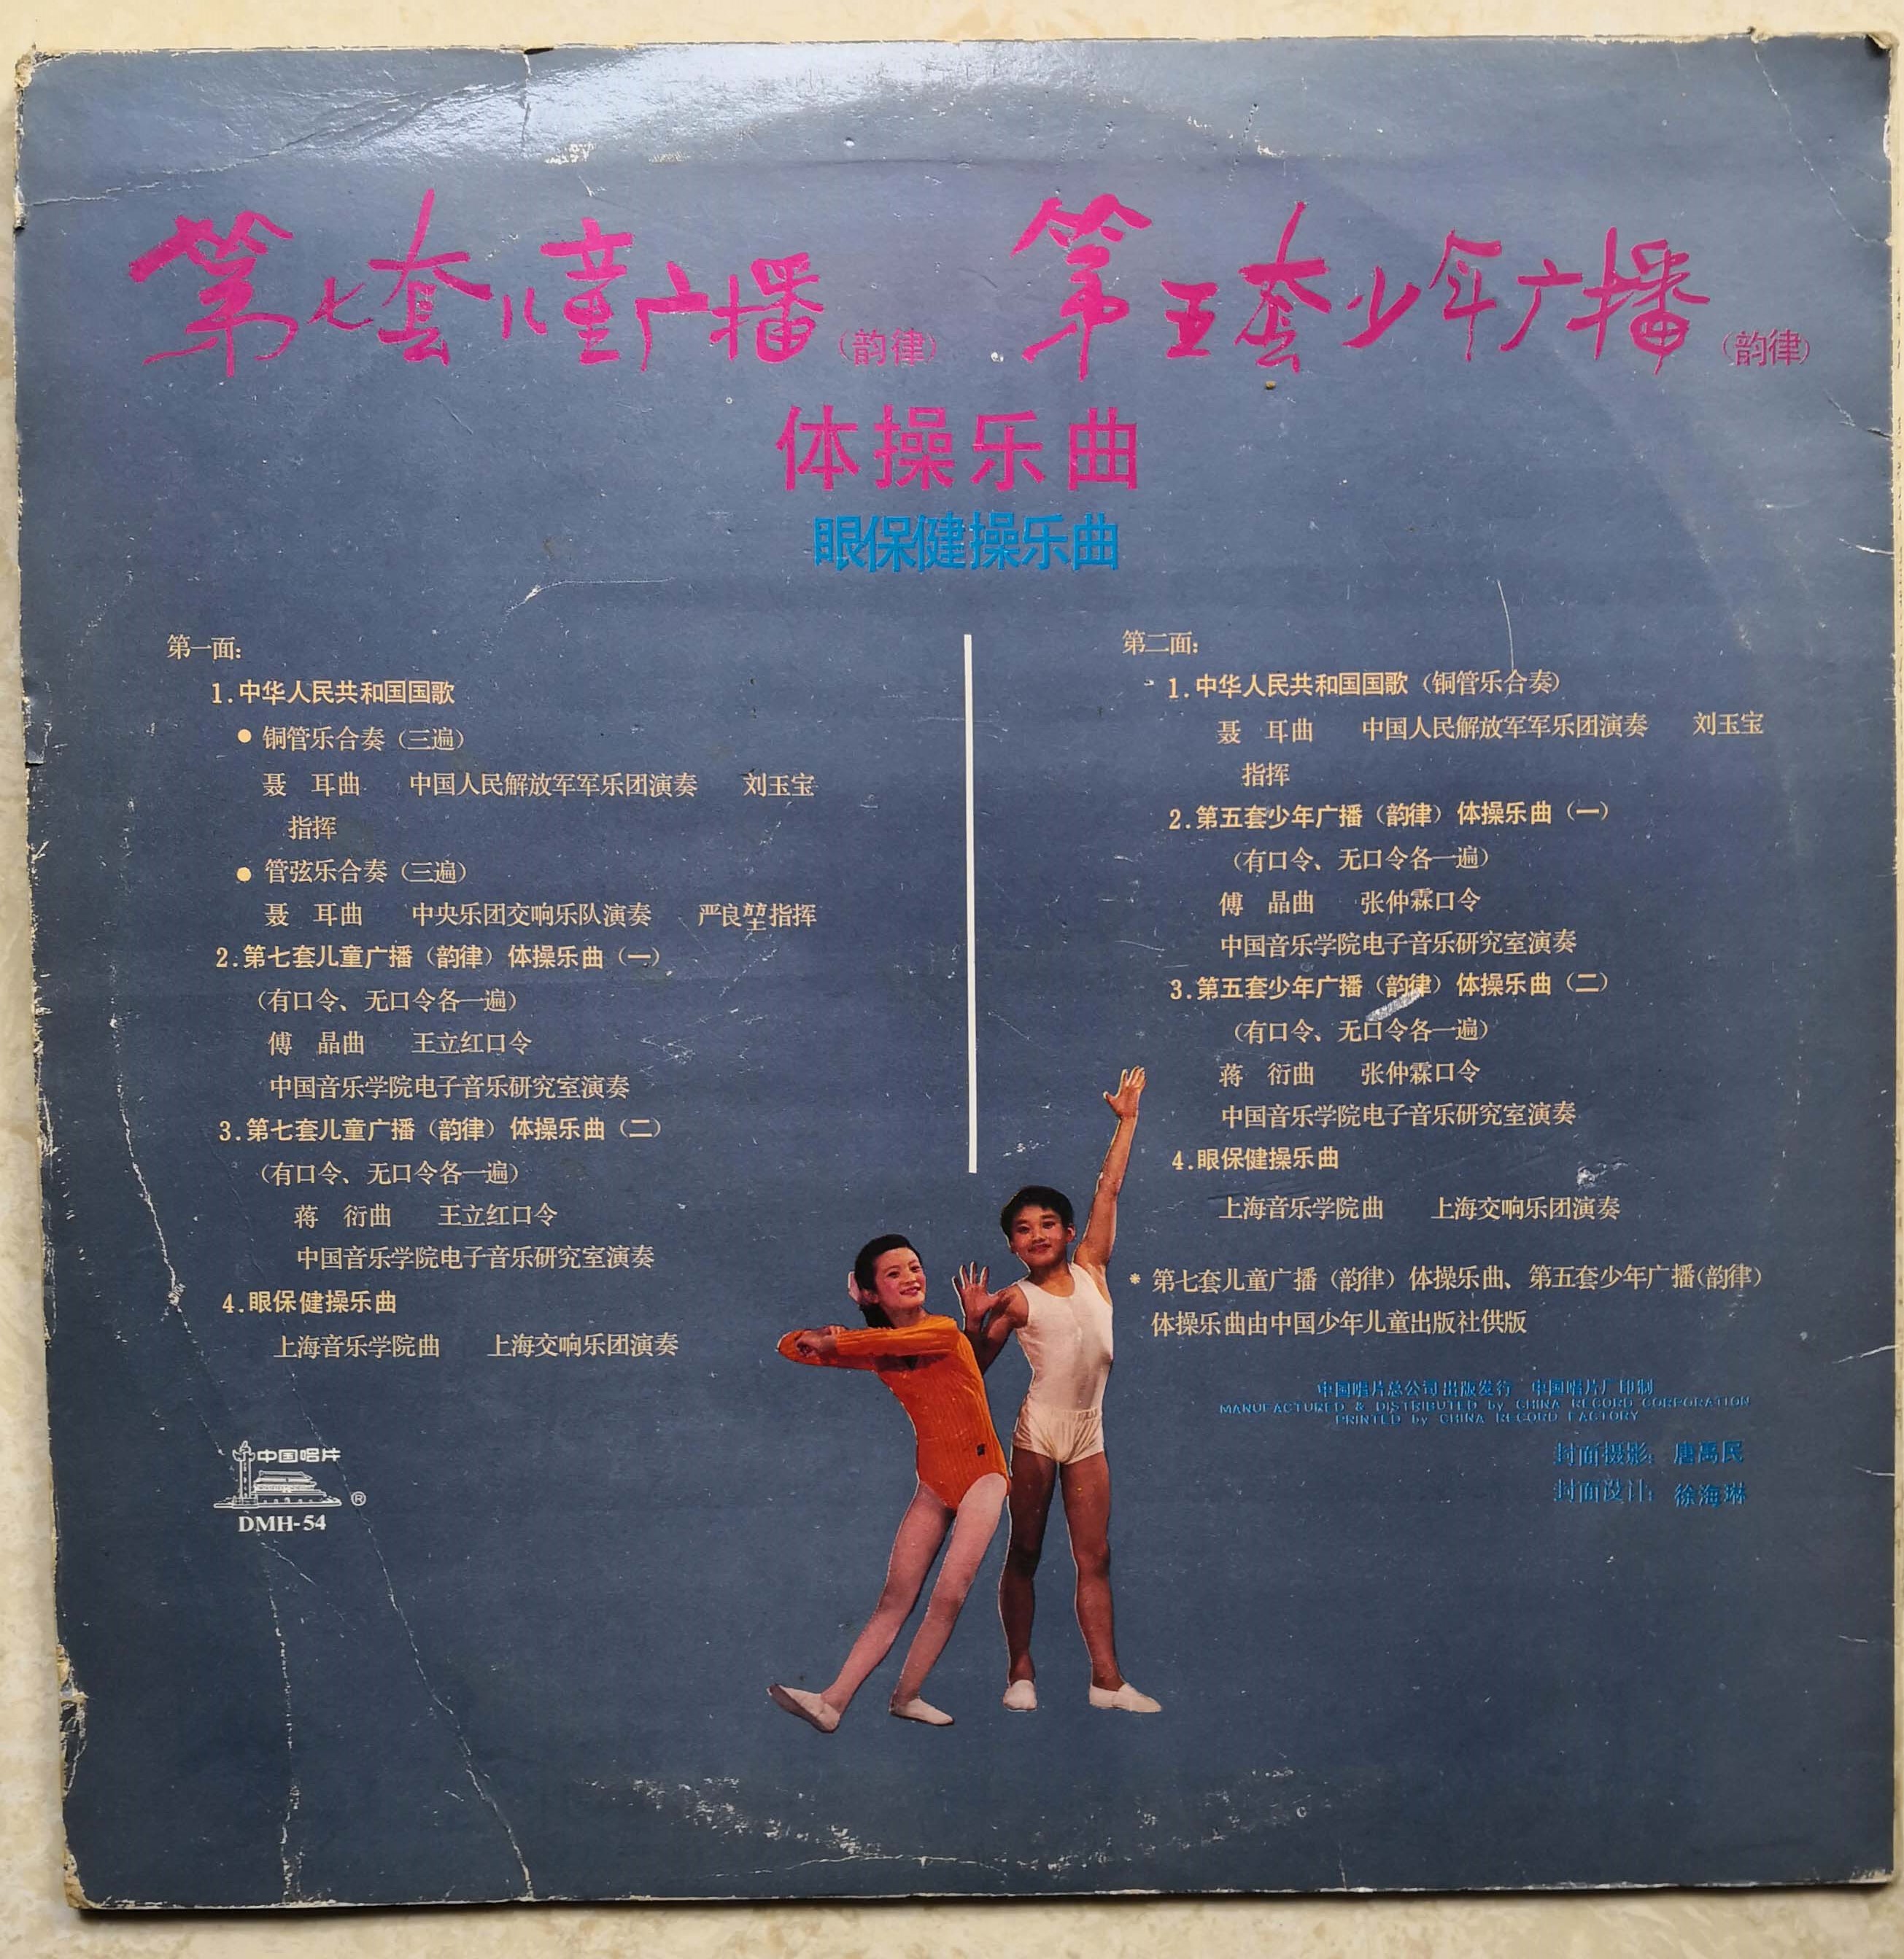 第七套儿童广播(韵律) 第五套少年广播(韵律)
体操乐曲
眼保健操乐曲
第一面:
1.中华人民共和国国歌
● 铜管乐合奏(三遍)
聂 耳曲 中国人民解放军军乐团演奏 刘玉宝
指挥
● 管弦乐合奏(三遍)
聂 耳曲 中央乐团交响乐队演奏 严良堃指挥
2.第七套儿童广播(韵律)体操乐曲(一)
(有口令、无口令各一遍)
傅 晶曲 王立红口令
中国音乐学院电子音乐研究室演奏
3.第七套儿童广播(韵律)体操乐曲(二)
(有口令、无口令各一遍)
蒋 衍曲 王立红口令
中国音乐学院电子音乐研究室演奏
4.眼保健操乐曲
上海音乐学院曲 上海交响乐团演奏
第二面:
1.中华人民共和国国歌(铜管乐合奏)
聂 耳曲 中国人民解放军军乐团演奏 刘玉宝
指挥
2.第五套少年广播(韵律)体操乐曲(一)
(有口令、无口令各一遍)
傅 晶曲 张仲霖口令
中国音乐学院电子音乐研究室演奏
3.第五套少年广播(韵律)体操乐曲(二)
(有口令、无口令各一遍)
蒋 衍曲 张仲霖口令
中国音乐学院电子音乐研究室演奏
4.眼保健操乐曲
上海音乐学院曲 上海交响乐团演奏
* 第七套儿童广播(韵律)体操乐曲、第五套少年广播(韵律)
体操乐曲由中国少年儿童出版社供版
中国唱片总公司出版发行 中国唱片厂印制
MANUFACTURED & DISTRIBUTED by CHINA RECORD CORPORATION
PRINTED by CHINA RECORD FACTORY
封面摄影: 唐禹民
封面设计: 徐海琳
中国唱片
®
DMH-54